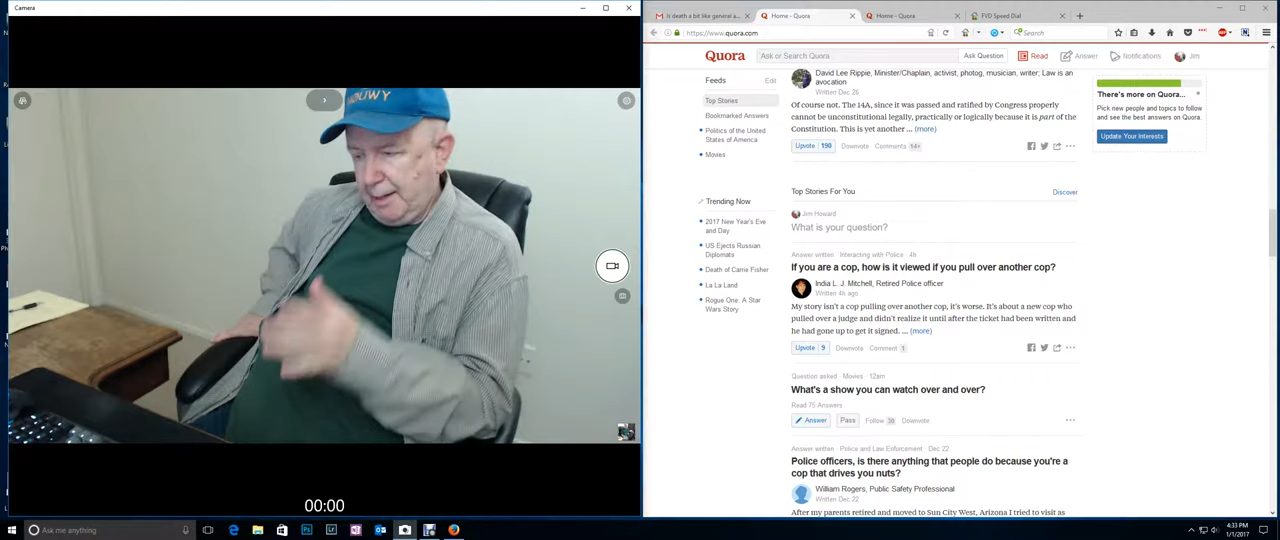 Camera
00:00
Is death a bit like general a...
Home - Quora
Home - Quora
FVD Speed Dial
https://www.quora.com
Search
Quora
Ask or Search Quora
Ask Question
Read
Answer
Notifications
Jim
Feeds
Edit
Top Stories
Bookmarked Answers
Politics of the United
States of America
Movies
Trending Now
2017 New Year's Eve
and Day
US Ejects Russian
Diplomats
Death of Carrie Fisher
La La Land
Rogue One. A Star
Wars Story
David Lee Rippie, Minister/Chaplain, activist, photog, musician, writer; Law is an
avocation
Written Dec 26
Of course not. The 14A, since it was passed and ratified by Congress properly
cannot be unconstitutional legally, practically or logically because it is part of the
Constitution. This is yet another ... (more)
Upvote 190 Downvote Comments 14+
Top Stories For You
Discover
Jim Howard
What is your question?
Answer written · Interacting with Police · 4h
If you are a cop, how is it viewed if you pull over another cop?
India L. J. Mitchell, Retired Police officer
Written 4h ago
My story isn't a cop pulling over another cop, it's worse. It's about a new cop who
pulled over a judge and didn't realize it until after the ticket had been written and
he had gone up to get it signed. ... (more)
Upvote 9 Downvote Comment 1
Question asked · Movies · 12am
What's a show you can watch over and over?
Read 75 Answers
Answer Pass Follow 30 Downvote
Answer written · Police and Law Enforcement · Dec 22
Police officers, is there anything that people do because you're a
cop that drives you nuts?
William Rogers, Public Safety Professional
Written Dec 22
After my parents retired and moved to Sun City West, Arizona I tried to visit as
There's more on Quora...
Pick new people and topics to follow
and see the best answers on Quora.
Update Your Interests
Ask me anything
4:33 PM
1/1/2017